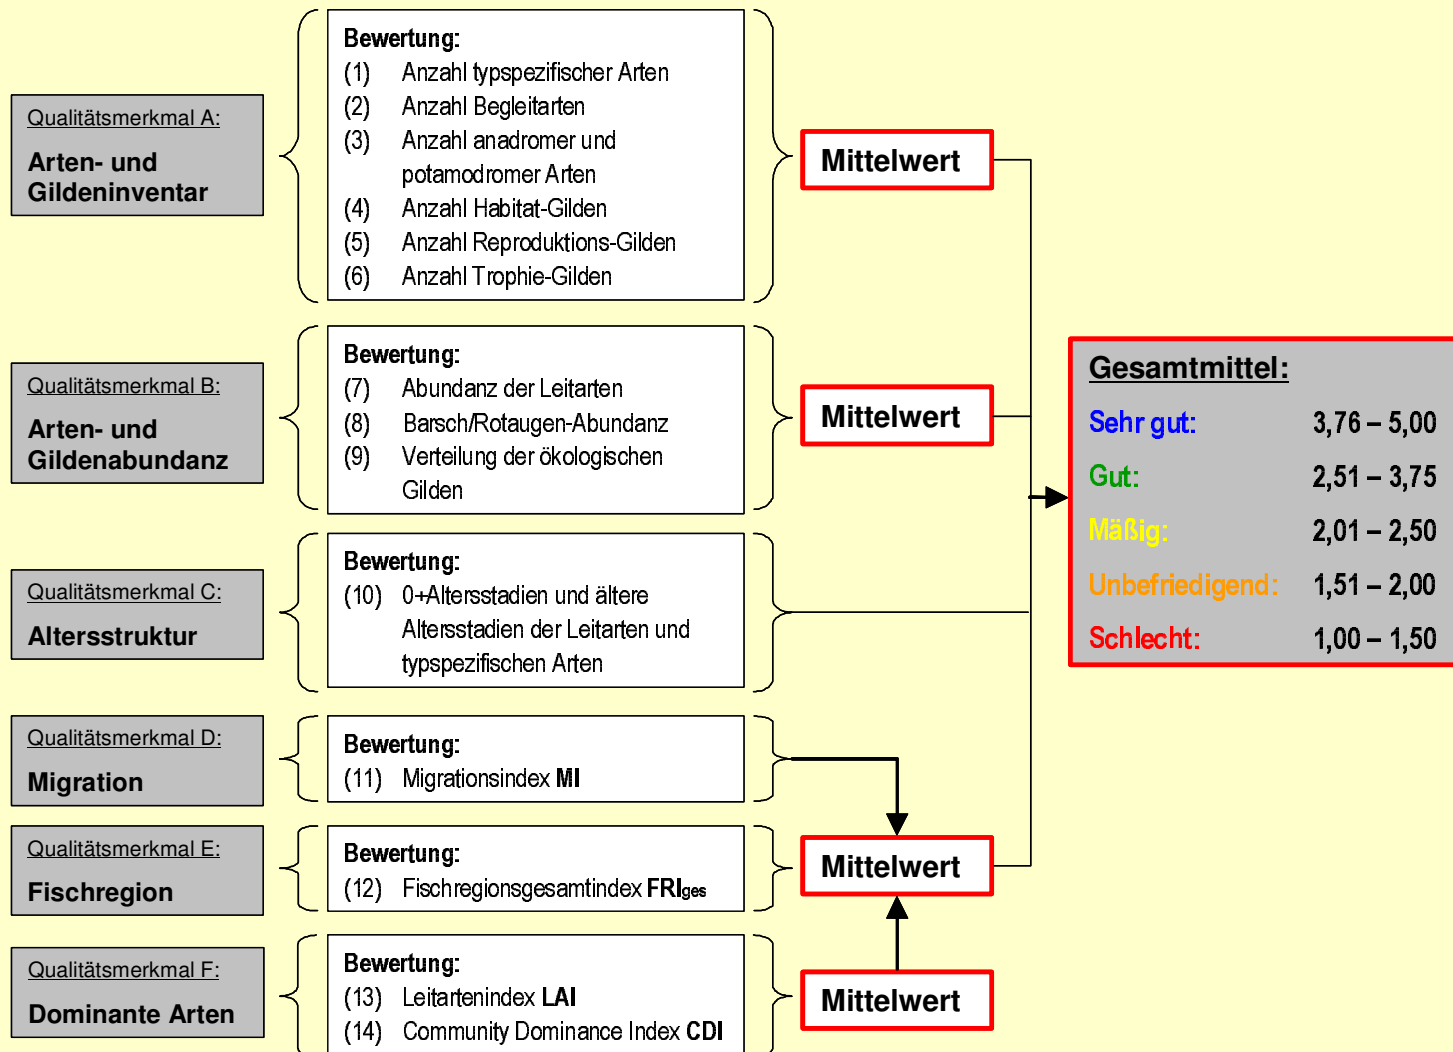 Qualitätsmerkmal A:
Arten- und
Gildeninventar
Bewertung:
(1) Anzahl typspezifischer Arten
(2) Anzahl Begleitarten
(3) Anzahl anadromer und
potamodromer Arten
(4) Anzahl Habitat-Gilden
(5) Anzahl Reproduktions-Gilden
(6) Anzahl Trophie-Gilden
Mittelwert
Qualitätsmerkmal B:
Arten- und
Gildenabundanz
Bewertung:
(7) Abundanz der Leitarten
(8) Barsch/Rotaugen-Abundanz
(9) Verteilung der ökologischen
Gilden
Mittelwert
Qualitätsmerkmal C:
Altersstruktur
Bewertung:
(10) 0+Altersstadien und ältere
Altersstadien der Leitarten und
typspezifischen Arten
Qualitätsmerkmal D:
Migration
Bewertung:
(11) Migrationsindex MI
Qualitätsmerkmal E:
Fischregion
Bewertung:
(12) Fischregionsgesamtindex FRIges
Mittelwert
Qualitätsmerkmal F:
Dominante Arten
Bewertung:
(13) Leitartenindex LAI
(14) Community Dominance Index CDI
Mittelwert
Gesamtmittel:
Sehr gut: 3,76 – 5,00
Gut: 2,51 – 3,75
Mäßig: 2,01 – 2,50
Unbefriedigend: 1,51 – 2,00
Schlecht: 1,00 – 1,50